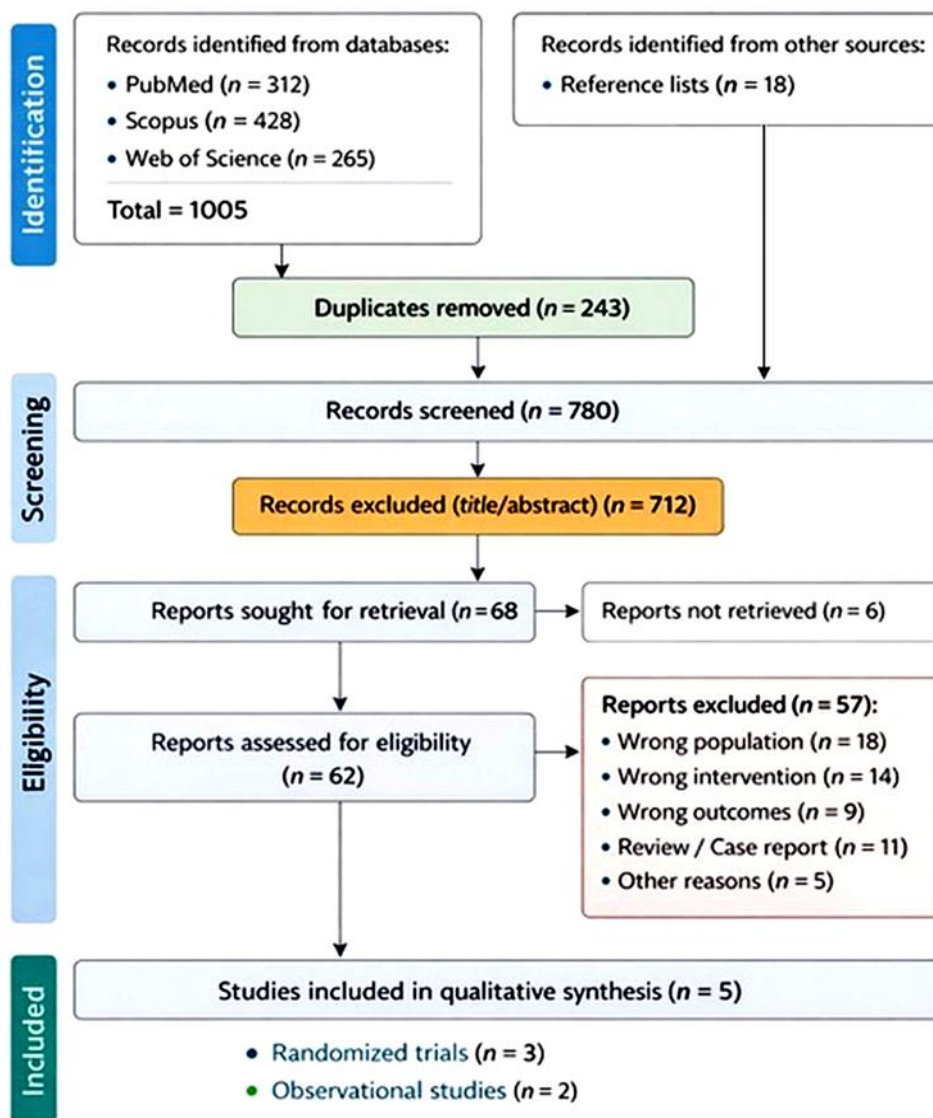 Identification
Records identified from databases:
• PubMed (n = 312)
• Scopus (n = 428)
• Web of Science (n = 265)
Total = 1005
Records identified from other sources:
• Reference lists (n = 18)
Duplicates removed (n = 243)
Screening
Records screened (n = 780)
Records excluded (title/abstract) (n = 712)
Eligibility
Reports sought for retrieval (n = 68
Reports not retrieved (n = 6)
Reports assessed for eligibility
(n = 62)
Reports excluded (n = 57):
• Wrong population (n = 18)
• Wrong intervention (n = 14)
• Wrong outcomes (n = 9)
• Review / Case report (n = 11)
• Other reasons (n = 5)
Included
Studies included in qualitative synthesis (n = 5)
• Randomized trials (n = 3)
• Observational studies (n = 2)